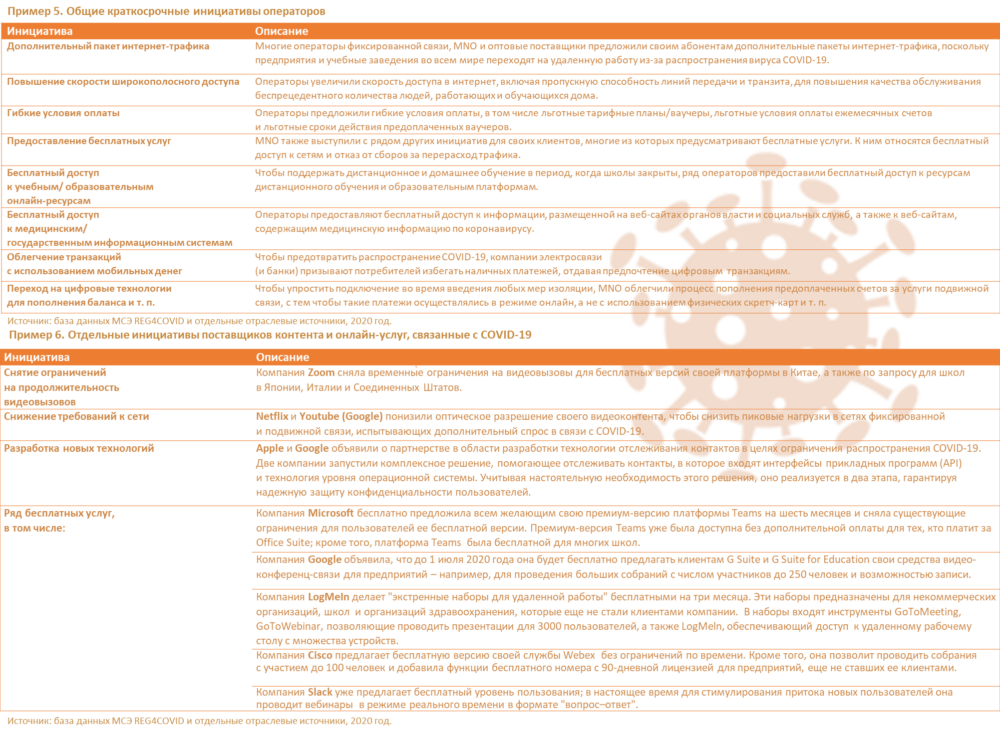 Пример 5. Общие краткосрочные инициативы операторов
Инициатива
Описание
Дополнительный пакет интернет-трафика
Многие операторы фиксированной связи, MNO и оптовые поставщики предложили своим абонентам дополнительные пакеты интернет-трафика, поскольку
предприятия и учебные заведения во всем мире переходят на удаленную работу из-за распространения вируса COVID-19.
Повышение скорости широкополосного доступа
Операторы увеличили скорость доступа в интернет, включая пропускную способность линий передачи и транзита, для повышения качества обслуживания
беспрецедентного количества людей, работающих и обучающихся дома.
Гибкие условия оплаты
Операторы предложили гибкие условия оплаты, в том числе льготные тарифные планы/ваучеры, льготные условия оплаты ежемесячных счетов
и льготные сроки действия предоплаченных ваучеров.
Предоставление бесплатных услуг
MNO также выступили с рядом других инициатив для своих клиентов, многие из которых предусматривают бесплатные услуги. К ним относятся бесплатный
доступ к сетям и отказ от сборов за перерасход трафика.
Бесплатный доступ
к учебным/ образовательным
онлайн-ресурсам
Чтобы поддержать дистанционное и домашнее обучение в период, когда школы закрыты, ряд операторов предоставили бесплатный доступ к ресурсам
дистанционного обучения и образовательным платформам.
Бесплатный доступ
к медицинским/
государственным информационным системам
Операторы предоставляют бесплатный доступ к информации, размещенной на веб-сайтах органов власти и социальных служб, а также к веб-сайтам,
содержащим медицинскую информацию по коронавирусу.
Облегчение транзакций
с использованием мобильных денег
Чтобы предотвратить распространение COVID-19, компании электросвязи
(и банки) призывают потребителей избегать наличных платежей, отдавая предпочтение цифровым транзакциям.
Переход на цифровые технологии
для пополнения баланса и т. п.
Чтобы упростить подключение во время введения любых мер изоляции, MNO облегчили процесс пополнения предоплаченных счетов за услуги подвижной
связи, с тем чтобы такие платежи осуществлялись в режиме онлайн, а не с использованием физических скретч-карт и т. п.
Источник: база данных МСЭ REG4COVID и отдельные отраслевые источники, 2020 год.
Пример 6. Отдельные инициативы поставщиков контента и онлайн-услуг, связанные с COVID-19
Инициатива
Описание
Снятие ограничений
на продолжительность
видеовызовов
Компания Zoom сняла временны̀е ограничения на видеовызовы для бесплатных версий своей платформы в Китае, а также по запросу для школ
в Японии, Италии и Соединенных Штатов.
Снижение требований к сети
Netflix и Youtube (Google) понизили оптическое разрешение своего видеоконтента, чтобы снизить пиковые нагрузки в сетях фиксированной
и подвижной связи, испытывающих дополнительный спрос в связи с COVID-19.
Разработка новых технологий
Apple и Google объявили о партнерстве в области разработки технологии отслеживания контактов в целях ограничения распространения COVID-19.
Две компании запустили комплексное решение, помогающее отслеживать контакты, в которое входят интерфейсы прикладных программ (API)
и технология уровня операционной системы. Учитывая настоятельную необходимость этого решения, оно реализуется в два этапа, гарантируя
надежную защиту конфиденциальности пользователей.
Ряд бесплатных услуг,
в том числе:
Компания Microsoft бесплатно предложила всем желающим свою премиум-версию платформы Teams на шесть месяцев и сняла существующие
ограничения для пользователей ее бесплатной версии. Премиум-версия Teams уже была доступна без дополнительной оплаты для тех, кто платит за
Office Suite; кроме того, платформа Teams была бесплатной для многих школ.
Компания Google объявила, что до 1 июля 2020 года она будет бесплатно предлагать клиентам G Suite и G Suite for Education свои средства видео-
конференц-связи для предприятий – например, для проведения больших собраний с числом участников до 250 человек и возможностью записи.
Компания LogMeIn делает "экстренные наборы для удаленной работы" бесплатными на три месяца. Эти наборы предназначены для некоммерческих
организаций, школ и организаций здравоохранения, которые еще не стали клиентами компании. В наборы входят инструменты GoToMeeting,
GoToWebinar, позволяющие проводить презентации для 3000 пользователей, а также LogMeIn, обеспечивающий доступ к удаленному рабочему
столу с множества устройств.
Компания Cisco предлагает бесплатную версию своей службы Webex без ограничений по времени. Кроме того, она позволит проводить собрания
с участием до 100 человек и добавила функции бесплатного номера с 90-дневной лицензией для предприятий, еще не ставших ее клиентами.
Компания Slack уже предлагает бесплатный уровень пользования; в настоящее время для стимулирования притока новых пользователей она
проводит вебинары в режиме реального времени в формате "вопрос–ответ".
Источник: база данных МСЭ REG4COVID и отдельные отраслевые источники, 2020 год.